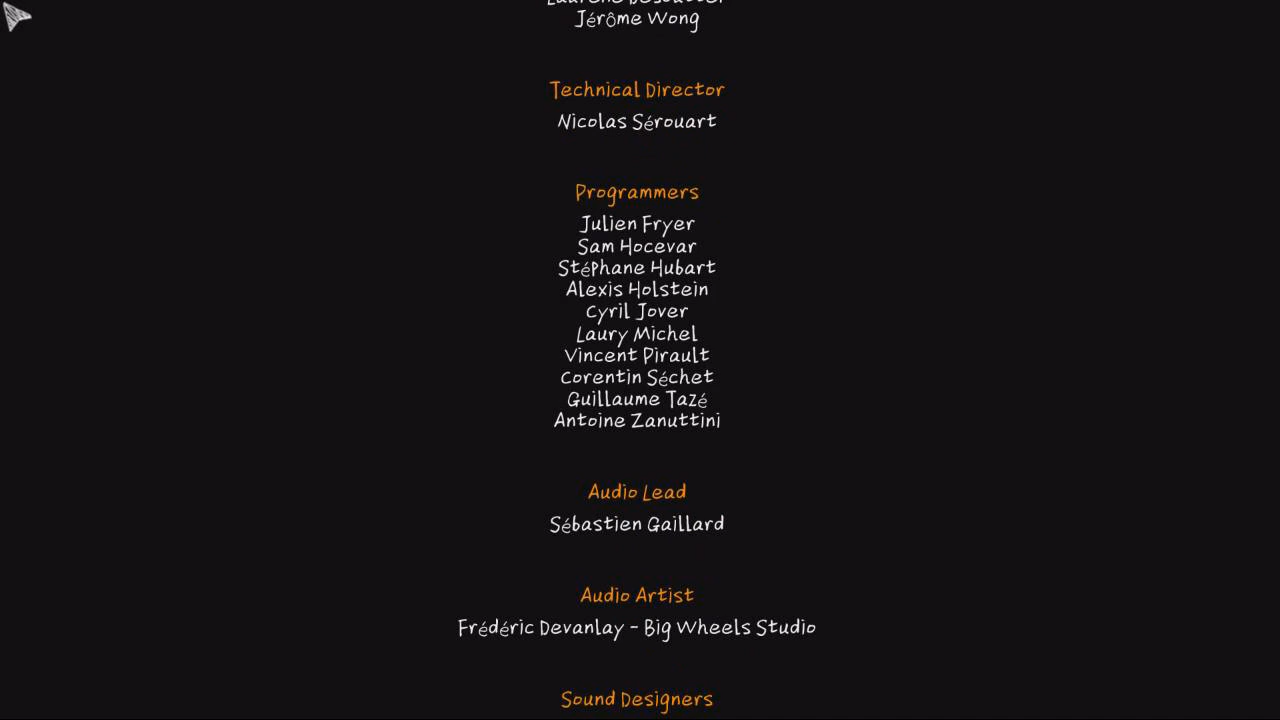 Jérôme Wong
Technical Director
Nicolas Sérouart
Programmers
Julien Fryer
Sam Hocevar
Stéphane Hubart
Alexis Holstein
Cyril Jover
Laury Michel
Vincent Pirault
Corentin Séchet
Guillaume Tazé
Antoine Zanuttini
Audio Lead
Sébastien Gaillard
Audio Artist
Frédéric Devanlay - Big Wheels Studio
Sound Designers